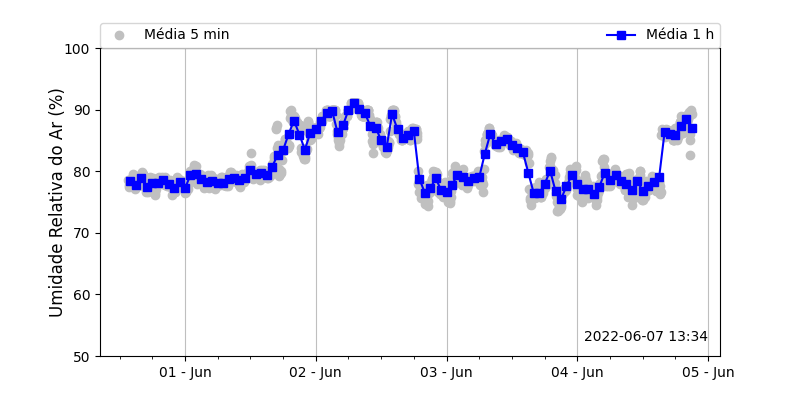 Média 5 min
Média 1 h
Umidade Relativa do Ar (%)
100
90
80
70
60
50
2022-06-07 13:34
01 - Jun
02 - Jun
03 - Jun
04 - Jun
05 - Jun